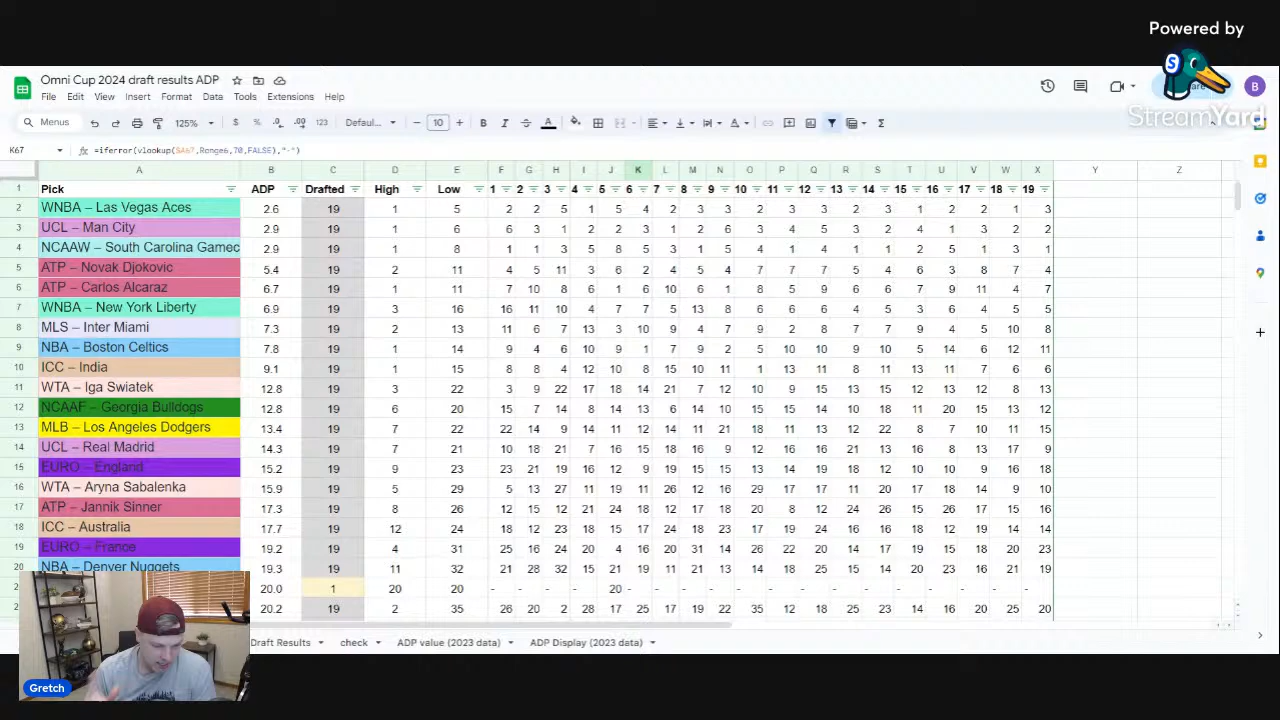 Powered by
StreamYard
Omni Cup 2024 draft results ADP
File Edit View Insert Format Data Tools Extensions Help
Menus 125% $ % .0 .00 123 Defaul... − 10 + B I A
K67 fx =iferror(vlookup($A67,Range6,70,FALSE),"-")
A B C D E F G H I J K L M N O P Q R S T U V W X Y Z
1 Pick ADP Drafted High Low 1 2 3 4 5 6 7 8 9 10 11 12 13 14 15 16 17 18 19
2 WNBA – Las Vegas Aces 2.6 19 1 5 2 2 5 1 5 4 2 3 3 2 3 3 2 3 1 2 2 1 3
3 UCL – Man City 2.9 19 1 6 6 3 1 2 2 3 1 2 6 3 4 5 3 2 4 1 3 2 2
4 NCAAW – South Carolina Gamec 2.9 19 1 8 1 1 3 5 8 5 3 1 5 4 1 4 1 1 2 5 1 3 1
5 ATP – Novak Djokovic 5.4 19 2 11 4 5 11 3 6 2 4 5 4 7 7 7 5 4 6 3 8 7 4
6 ATP – Carlos Alcaraz 6.7 19 1 11 7 10 8 6 1 6 10 6 1 8 5 9 6 6 7 9 11 4 7
7 WNBA – New York Liberty 6.9 19 3 16 16 11 10 4 7 7 5 13 8 6 6 6 4 5 3 6 4 5 5
8 MLS – Inter Miami 7.3 19 2 13 11 6 7 13 3 10 9 4 7 9 2 8 7 7 9 4 5 10 8
9 NBA – Boston Celtics 7.8 19 1 14 9 4 6 10 9 1 7 9 2 5 10 10 9 10 5 14 6 12 11
10 ICC – India 9.1 19 1 15 8 8 4 12 10 8 15 10 11 1 13 11 8 11 13 11 7 6 6
11 WTA – Iga Swiatek 12.8 19 3 22 3 9 22 17 18 14 21 7 12 10 9 15 13 15 12 13 12 8 13
12 NCAAF – Georgia Bulldogs 12.8 19 6 20 15 7 14 8 14 13 6 14 10 15 15 14 10 18 11 20 15 13 12
13 MLB – Los Angeles Dodgers 13.4 19 7 22 22 14 9 14 11 12 14 11 21 18 11 13 12 22 8 7 10 11 15
14 UCL – Real Madrid 14.3 19 7 21 10 18 21 7 16 15 18 16 9 12 16 16 21 13 16 8 13 17 9
15 EURO – England 15.2 19 9 23 23 21 19 16 12 9 19 15 15 13 14 19 18 12 10 10 9 16 18
16 WTA – Aryna Sabalenka 15.9 19 5 29 5 13 27 11 19 11 26 12 16 29 17 17 11 20 17 18 14 9 10
17 ATP – Jannik Sinner 17.3 19 8 26 12 15 12 21 24 18 12 17 18 20 8 12 24 26 15 26 17 15 16
18 ICC – Australia 17.7 19 12 24 18 12 23 18 15 17 24 18 23 17 19 24 16 16 18 12 19 14 14
19 EURO – France 19.2 19 4 31 25 16 24 20 4 16 20 31 14 26 22 20 14 17 19 15 18 20 23
20 NBA – Denver Nuggets 19.3 19 11 32 21 28 32 15 21 19 11 21 13 14 18 25 15 14 20 23 16 21 19
20.0 1 20 20 - - - - 20 - - - - - - - - - - - - - -
20.2 19 2 35 26 20 2 28 17 25 17 19 22 35 12 18 25 23 14 20 25 20
Draft Results check ADP value (2023 data) ADP Display (2023 data)
Gretch